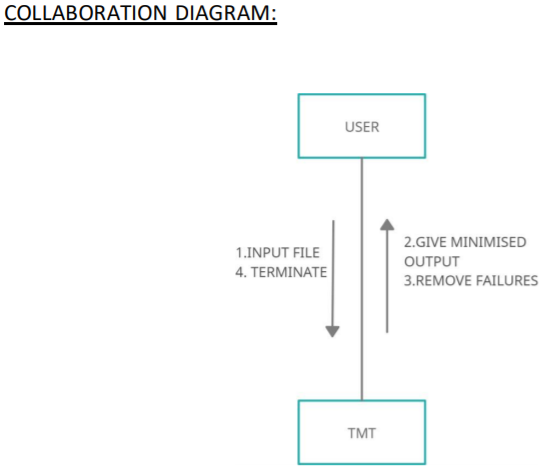 COLLABORATION DIAGRAM:
USER
1.INPUT FILE
4. TERMINATE
2.GIVE MINIMISED
OUTPUT
3.REMOVE FAILURES
TMT